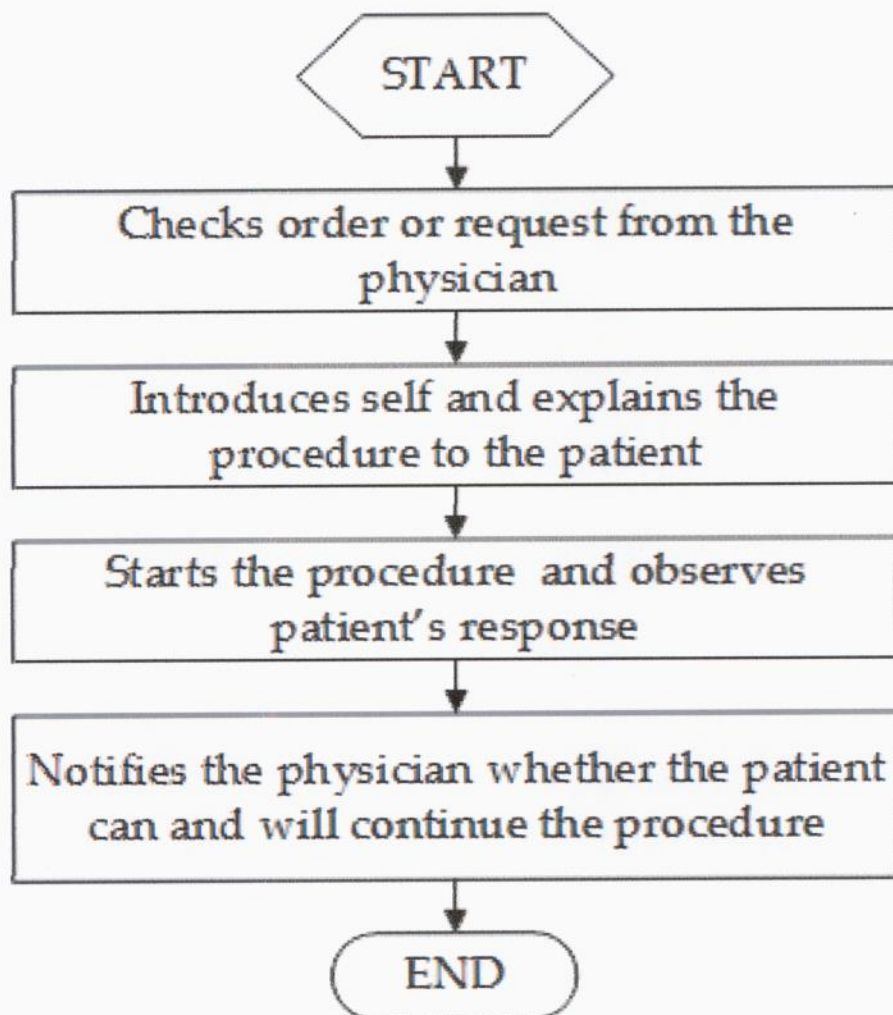 START
Checks order or request from the
physician
Introduces self and explains the
procedure to the patient
Starts the procedure and observes
patient's response
Notifies the physician whether the patient
can and will continue the procedure
END